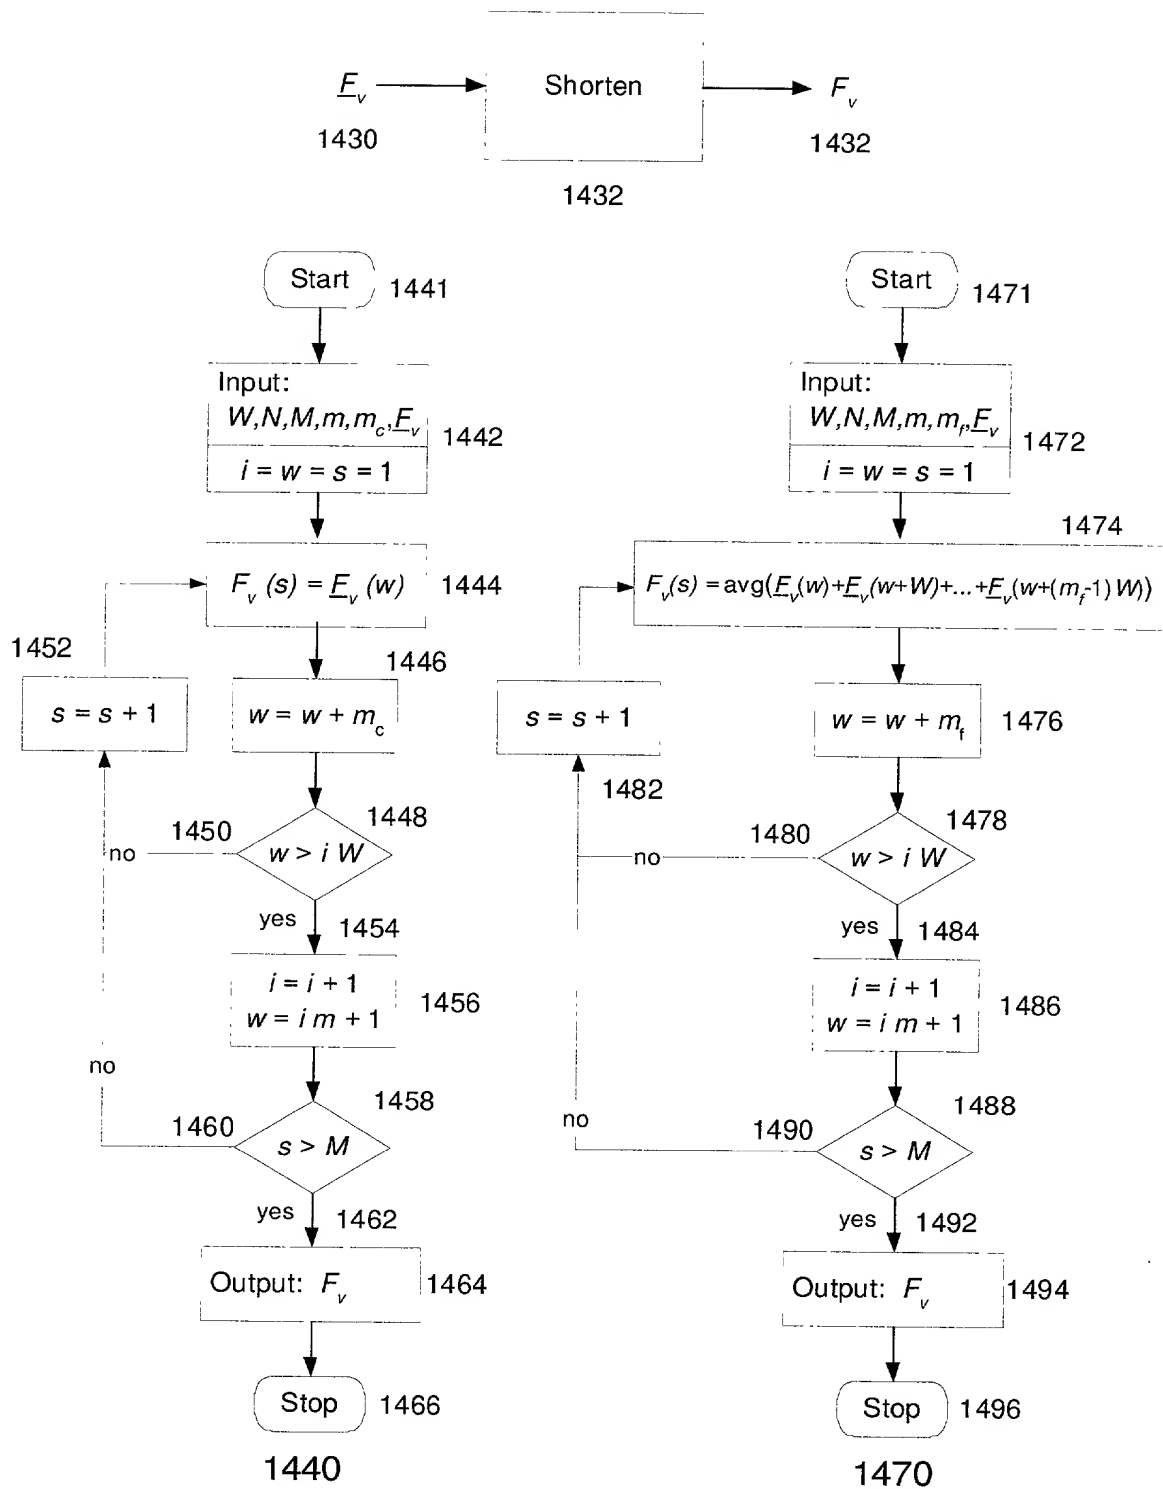 F_v
Shorten
F_v
1430
1432
1432
Start
1441
Input:
W,N,M,m,m_c,F_v
1442
i = w = s = 1
F_v (s) = F_v (w)
1444
1452
1446
s = s + 1
w = w + m_c
1450
1448
no
w > i W
yes
1454
i = i + 1
w = i m + 1
1456
no
1458
1460
s > M
yes
1462
Output: F_v
1464
Stop
1466
1440
Start
1471
Input:
W,N,M,m,m_f,F_v
1472
i = w = s = 1
1474
F_v(s) = avg(F_v(w)+F_v(w+W)+...+F_v(w+(m_f-1) W))
s = s + 1
w = w + m_f
1476
1482
1480
1478
no
w > i W
yes
1484
i = i + 1
w = i m + 1
1486
1488
no
1490
s > M
yes
1492
Output: F_v
1494
Stop
1496
1470